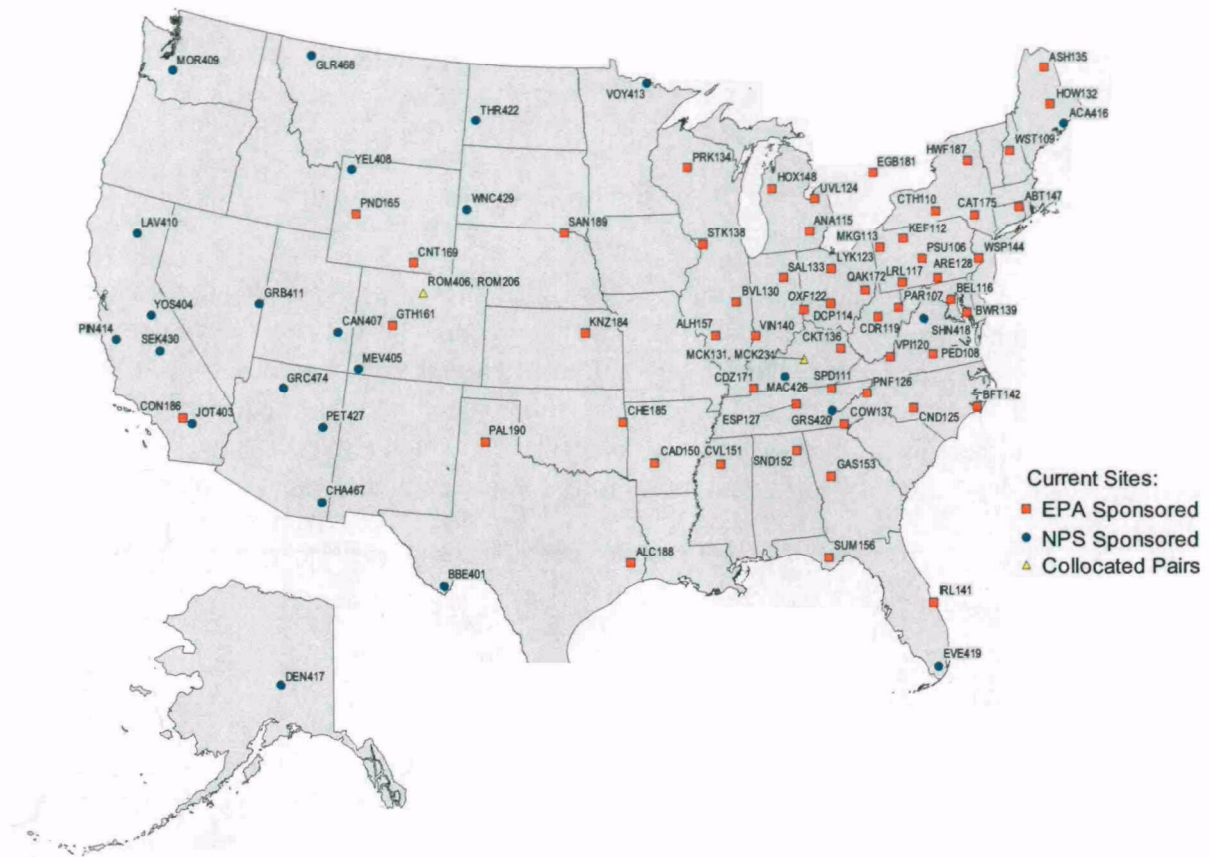 ASH135
MOR409
GLR468
HOW132
VOY413
ACA416
THR422
WST109
HWF187
PRK134
EGB181
YEL408
HOX148
UVL124
ABT147
PND165
WNC429
CTH110
CAT175
LAV410
SAN189
ANA115
KEF112
STK138
MKG113
PSU106
WSP144
CNT169
LYK123
ARE128
SAL133
LRL117
ROM406, ROM206
QAK172
BEL116
GRB411
BVL130
OXF122
PAR107
YOS404
GTH161
BWR139
PIN414
CAN407
KNZ184
ALH157
VIN140
DCP114
SHN418
SEK430
CDR119
CKT136
VPI120
PED108
MCK131, MCK231
MEV405
GRC474
CDZ171
MAC426
SPD111
PNF126
BFT142
CON186
JOT403
PET427
CHE185
ESP127
GRS420
COW137
CND125
PAL190
CAD150
CVL151
SND152
GAS153
Current Sites:
CHA467
EPA Sponsored
NPS Sponsored
ALC188
SUM156
Collocated Pairs
BBE401
IRL141
EVE419
DEN417